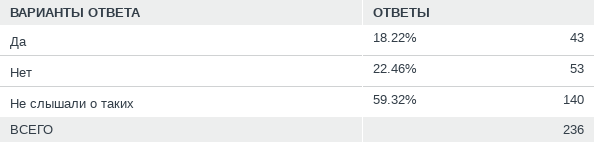 ВАРИАНТЫ ОТВЕТА ОТВЕТЫ
Да 18.22% 43
Нет 22.46% 53
Не слышали о таких 59.32% 140
ВСЕГО 236